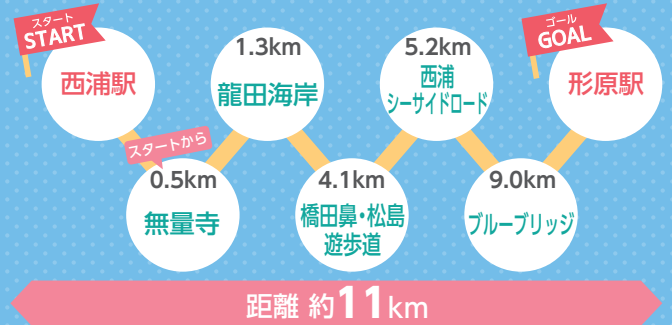 スタート
START
西浦駅
スタートから
0.5km
無量寺
1.3km
龍田海岸
4.1km
橋田鼻・松島
遊歩道
5.2km
西浦
シーサイドロード
9.0km
ブルーブリッジ
ゴール
GOAL
形原駅
距離 約11km